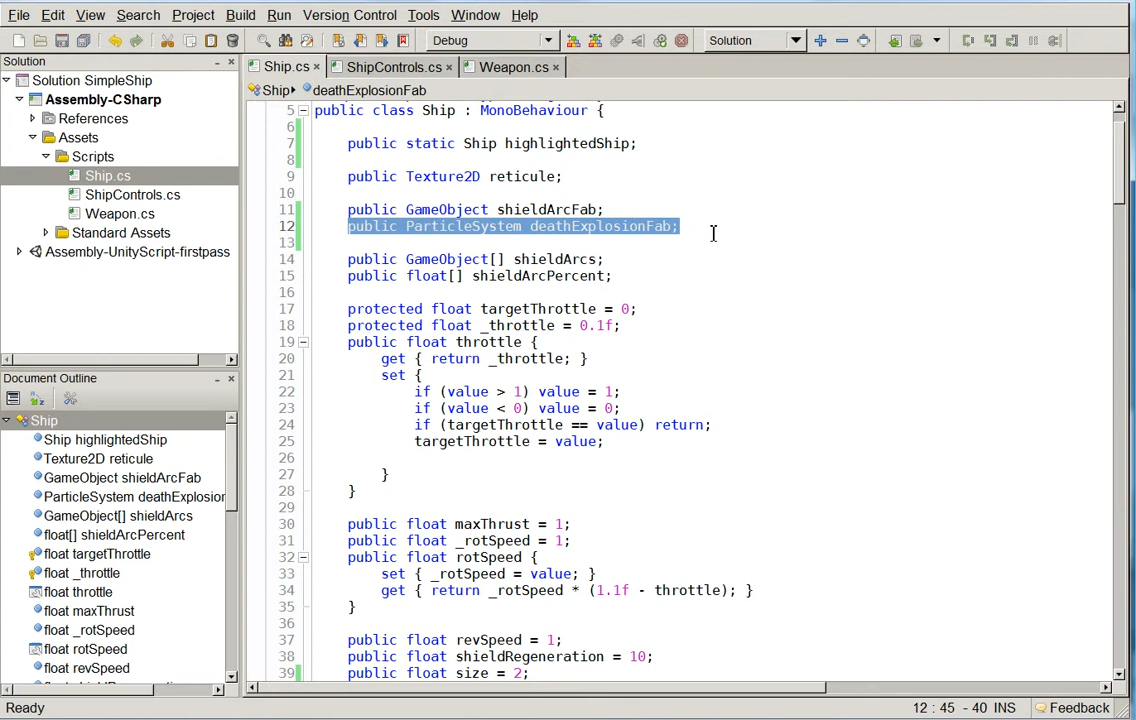 File Edit View Search Project Build Run Version Control Tools Window Help
Debug Solution
Solution
Solution SimpleShip
Assembly-CSharp
References
Assets
Scripts
Ship.cs
ShipControls.cs
Weapon.cs
Standard Assets
Assembly-UnityScript-firstpass
Document Outline
Ship
Ship highlightedShip
Texture2D reticule
GameObject shieldArcFab
ParticleSystem deathExplosion
GameObject[] shieldArcs
float[] shieldArcPercent
float targetThrottle
float _throttle
float throttle
float maxThrust
float _rotSpeed
float rotSpeed
float revSpeed
Ship.cs × ShipControls.cs × Weapon.cs ×
Ship deathExplosionFab
5 public class Ship : MonoBehaviour {
6
7 public static Ship highlightedShip;
8
9 public Texture2D reticule;
10
11 public GameObject shieldArcFab;
12 public ParticleSystem deathExplosionFab;
13
14 public GameObject[] shieldArcs;
15 public float[] shieldArcPercent;
16
17 protected float targetThrottle = 0;
18 protected float _throttle = 0.1f;
19 public float throttle {
20 get { return _throttle; }
21 set {
22 if (value > 1) value = 1;
23 if (value < 0) value = 0;
24 if (targetThrottle == value) return;
25 targetThrottle = value;
26
27 }
28 }
29
30 public float maxThrust = 1;
31 public float _rotSpeed = 1;
32 public float rotSpeed {
33 set { _rotSpeed = value; }
34 get { return _rotSpeed * (1.1f - throttle); }
35 }
36
37 public float revSpeed = 1;
38 public float shieldRegeneration = 10;
39 public float size = 2;
Ready 12 : 45 - 40 INS Feedback